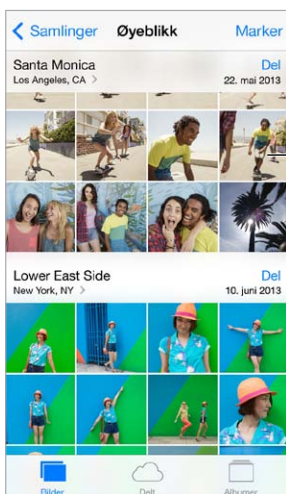 Samlinger Øyeblikk Marker
Santa Monica Del
Los Angeles, CA > 22. mai 2013
Lower East Side Del
New York, NY > 10. juni 2013
Bilder Delt Albumer